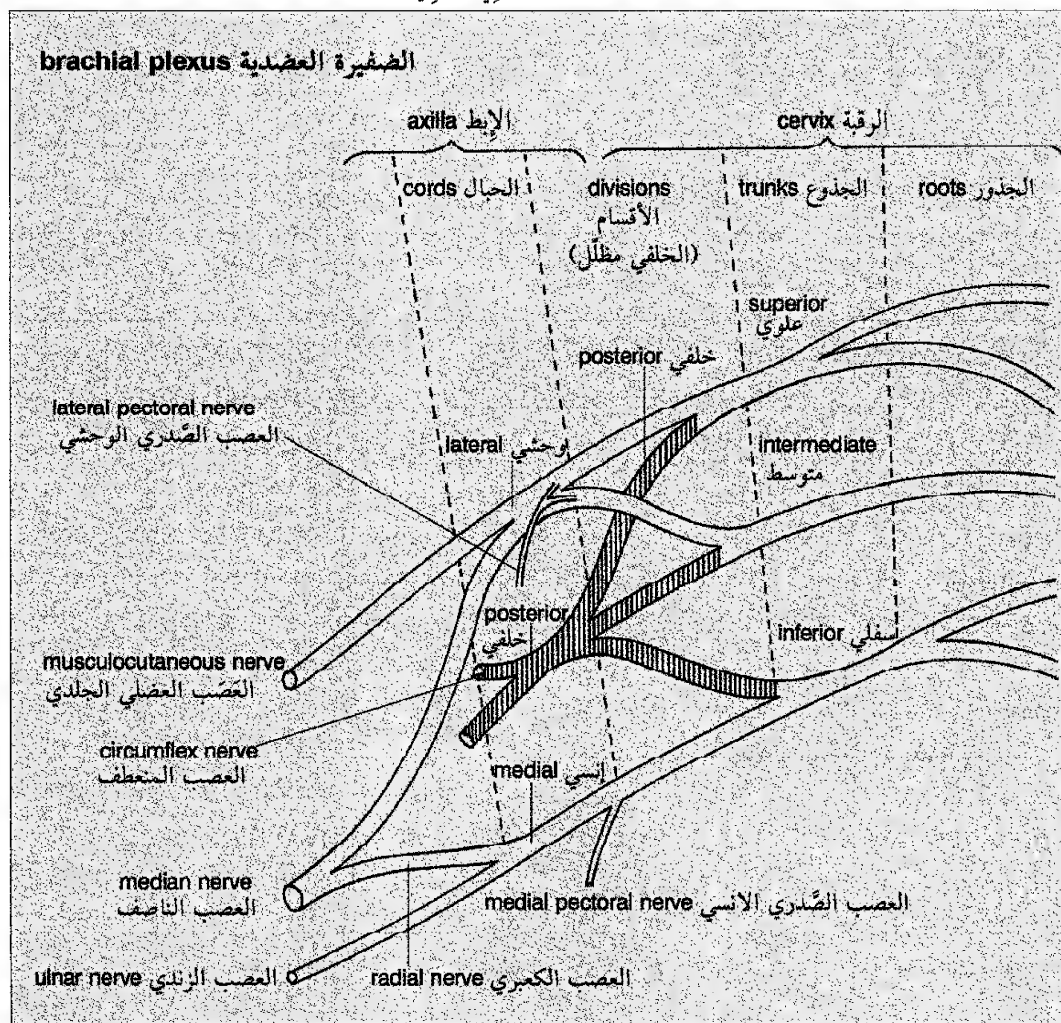 brachial plexus الضفيرة العضدية
axilla الإبط
cervix الرقبة
cords الحبال
divisions
الأقسام
(الخلفي مظلّل)
trunks الجذوع
roots الجذور
superior
علوي
posterior خلفي
lateral pectoral nerve
العصب الصَّدري الوحشي
lateral وحشي
intermediate
متوسط
posterior
خلفي
inferior سفلي
musculocutaneous nerve
العَصَب العضلي الجلدي
circumflex nerve
العصب المنعطف
medial إنسي
median nerve
العصب الناصف
medial pectoral nerve العصب الصَّدري الانسي
ulnar nerve العصب الزندي
radial nerve العصب الكعبري